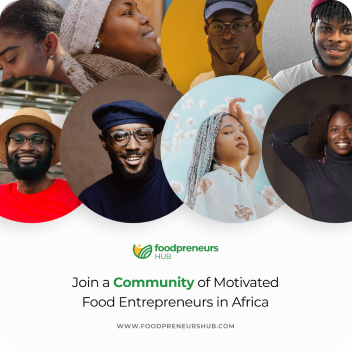 foodpreneurs
HUB
Join a Community of Motivated
Food Entrepreneurs in Africa
WWW.FOODPRENEURSHUB.COM